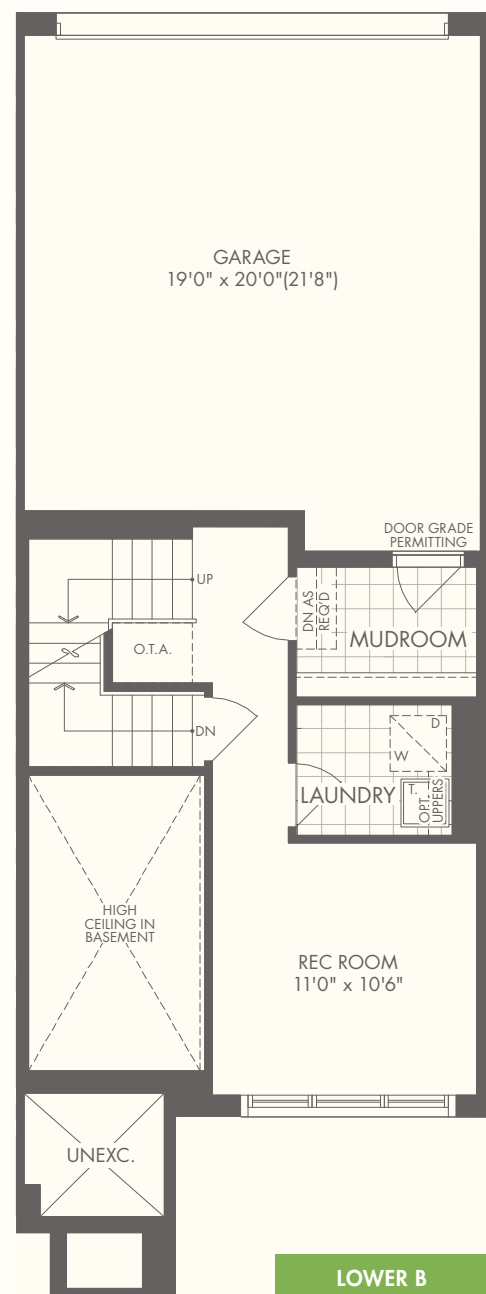 GARAGE
19'0" x 20'0"(21'8")
DOOR GRADE
PERMITTING
UP
DN AS
REQ'D
O.T.A.
MUDROOM
DN
D
W
LAUNDRY
T.
OPT.
UPPERS
HIGH
CEILING IN
BASEMENT
REC ROOM
11'0" x 10'6"
UNEXC.
LOWER B